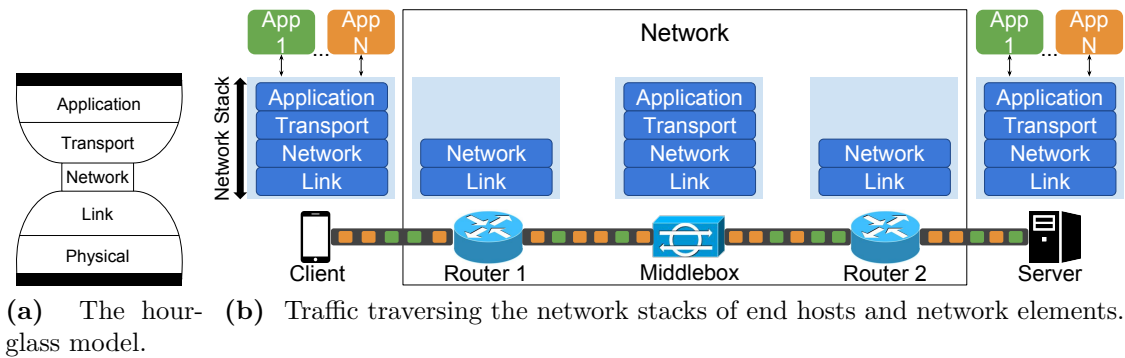 Application
Transport
Network
Link
Physical
(a) The hour-
glass model.
App
1
...
App
N
Network Stack
Application
Transport
Network
Link
Client
Network
Network
Link
Router 1
Application
Transport
Network
Link
Middlebox
Network
Link
Router 2
App
1
...
App
N
Application
Transport
Network
Link
Server
(b) Traffic traversing the network stacks of end hosts and network elements.